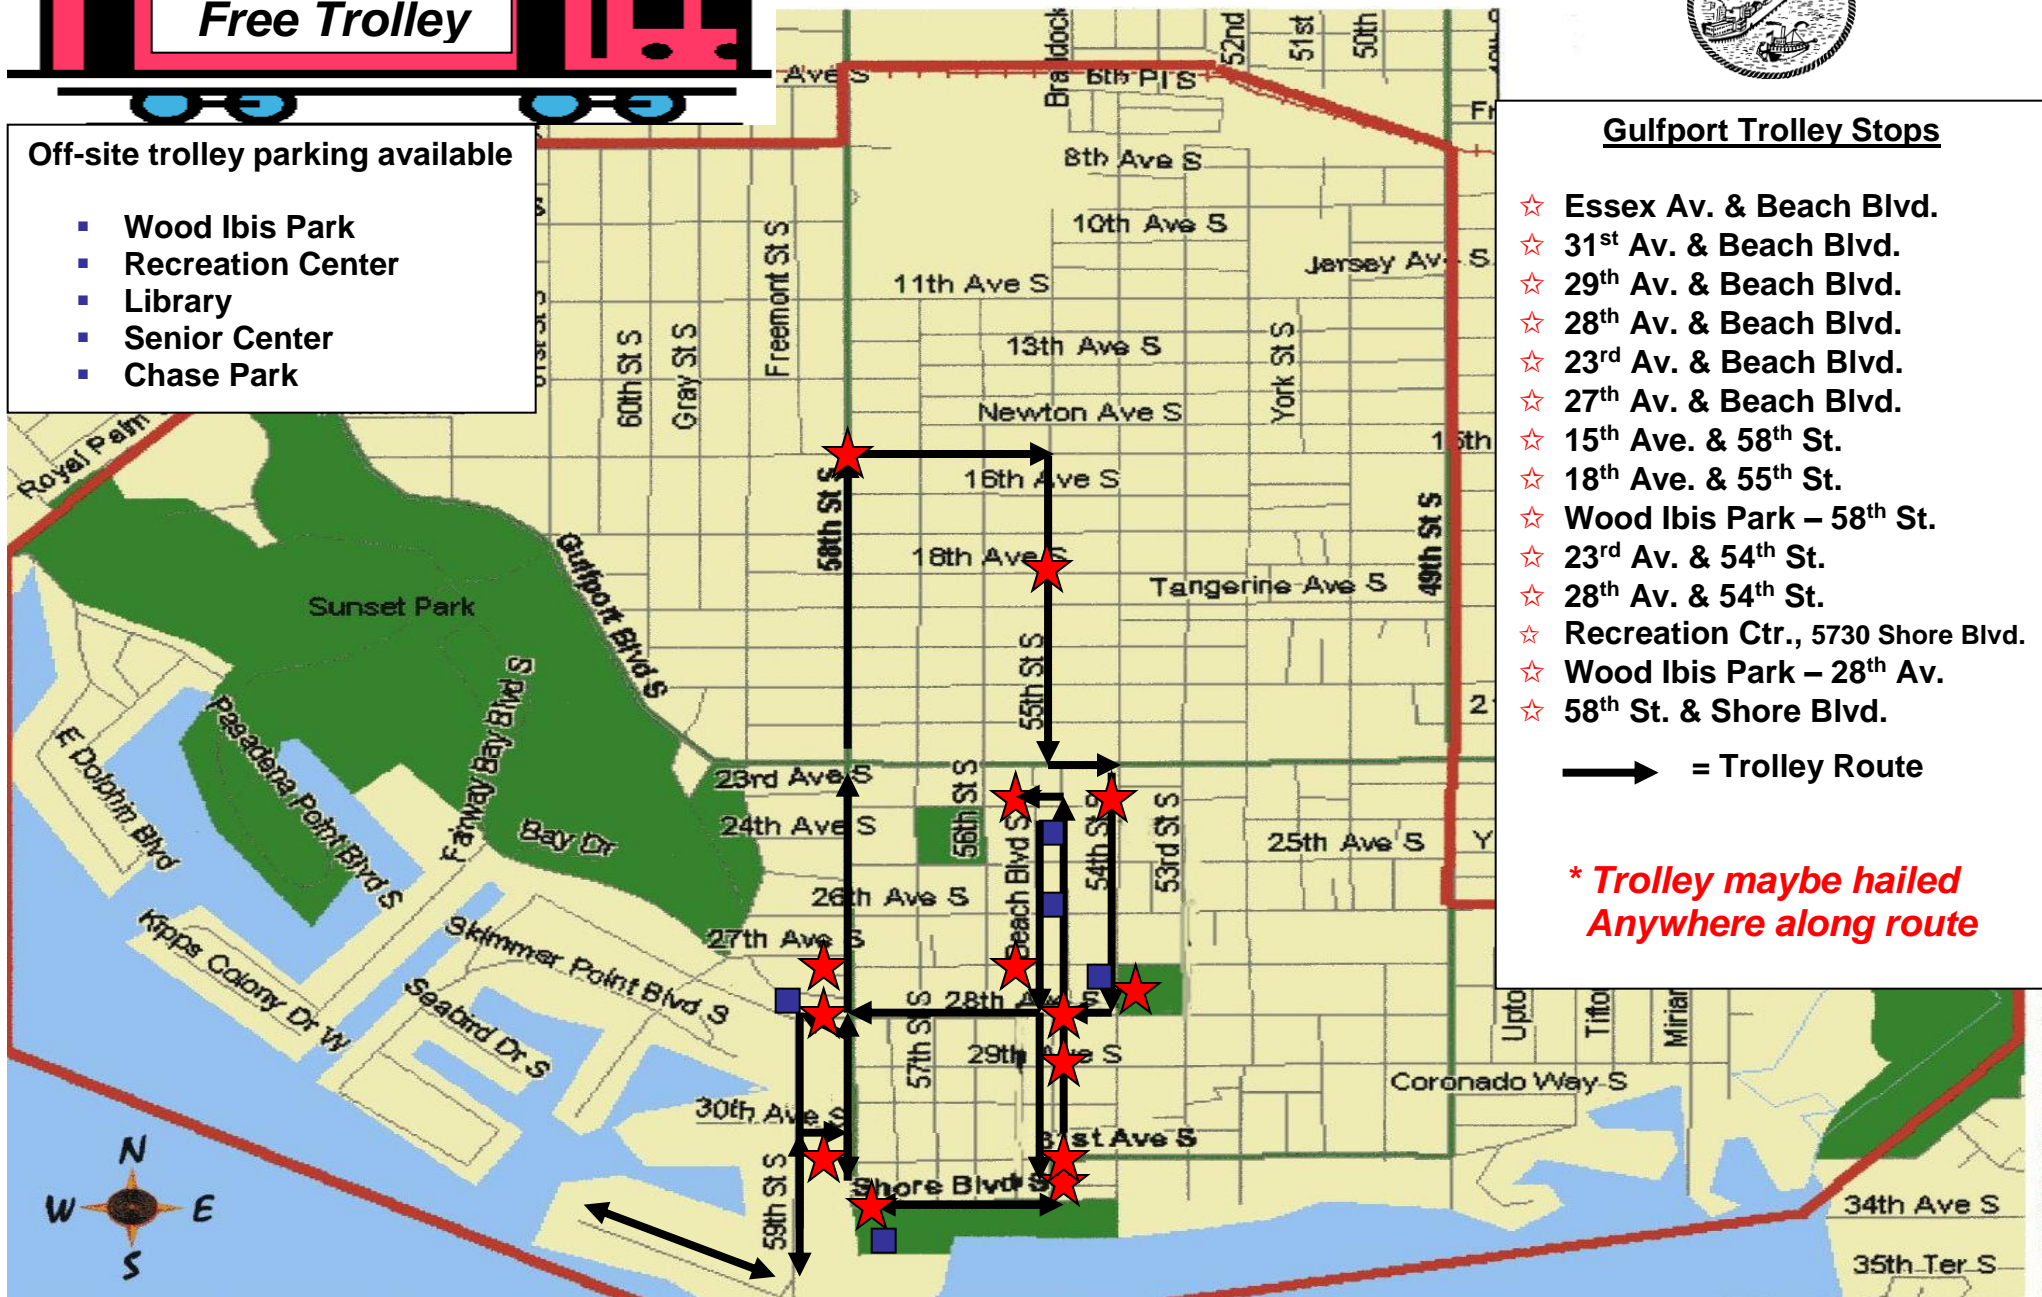 Free Trolley
Off-site trolley parking available
▪ Wood Ibis Park
▪ Recreation Center
▪ Library
▪ Senior Center
▪ Chase Park
Gulfport Trolley Stops
☆ Essex Av. & Beach Blvd.
☆ 31st Av. & Beach Blvd.
☆ 29th Av. & Beach Blvd.
☆ 28th Av. & Beach Blvd.
☆ 23rd Av. & Beach Blvd.
☆ 27th Av. & Beach Blvd.
☆ 15th Ave. & 58th St.
☆ 18th Ave. & 55th St.
☆ Wood Ibis Park – 58th St.
☆ 23rd Av. & 54th St.
☆ 28th Av. & 54th St.
☆ Recreation Ctr., 5730 Shore Blvd.
☆ Wood Ibis Park – 28th Av.
☆ 58th St. & Shore Blvd.
= Trolley Route
* Trolley maybe hailed
Anywhere along route
Ave S
6th Pl S
52nd
51st
50th
8th Ave S
10th Ave S
Jersey Av S
11th Ave S
13th Ave S
Newton Ave S
15th
16th Ave S
18th Ave S
Tangerine Ave S
Freemont St S
60th St S
Gray St S
York St S
58th St S
49th St S
55th St S
Royal Palm
Sunset Park
Gulfport Blvd S
Pasadena Point Blvd S
Fairway Bay Blvd S
E Dolphin Blvd
Bay Dr
23rd Ave S
24th Ave S
56th St S
Beach Blvd S
54th St S
53rd St S
25th Ave S
26th Ave S
27th Ave S
Kipps Colony Dr W
Skimmer Point Blvd S
Seabird Dr S
28th Ave S
57th St S
29th Ave S
30th Ave S
31st Ave S
Shore Blvd S
59th St S
Coronado Way S
34th Ave S
35th Ter S
N
W E
S